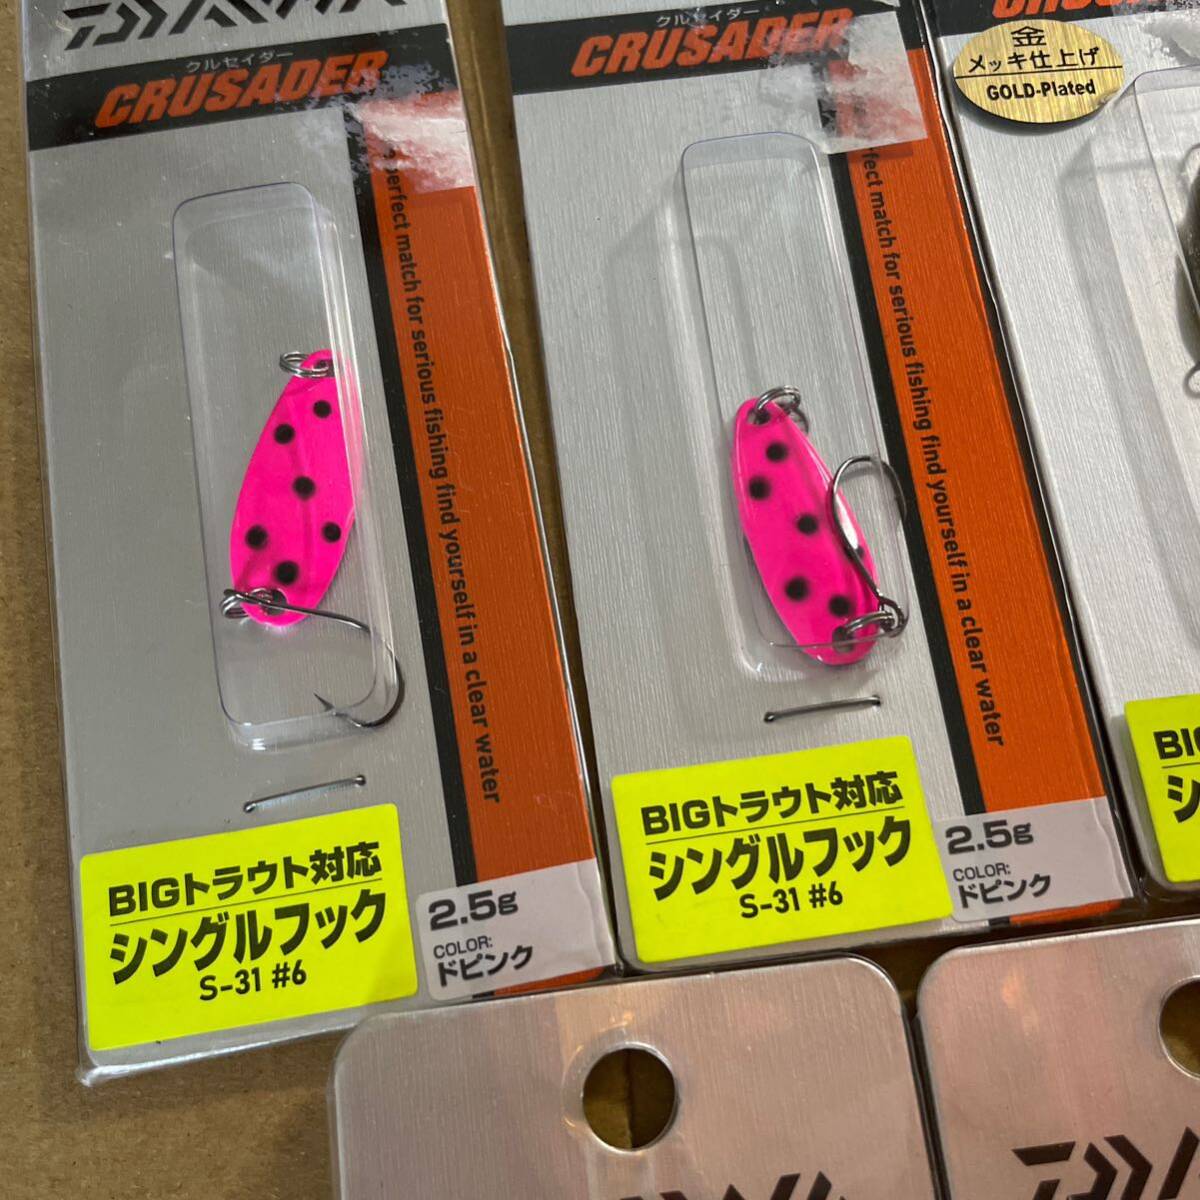 DAIWA
クルセイダー
CRUSADER
perfect match for serious fishing find yourself in a clear water
BIGトラウト対応
シングルフック
S-31 #6
2.5g
COLOR:
ドピンク
クルセイダー
CRUSADER
match for serious fishing find yourself in a clear water
BIGトラウト対応
シングルフック
S-31 #6
2.5g
COLOR:
ドピンク
金
メッキ仕上げ
GOLD-Plated
BI
シ